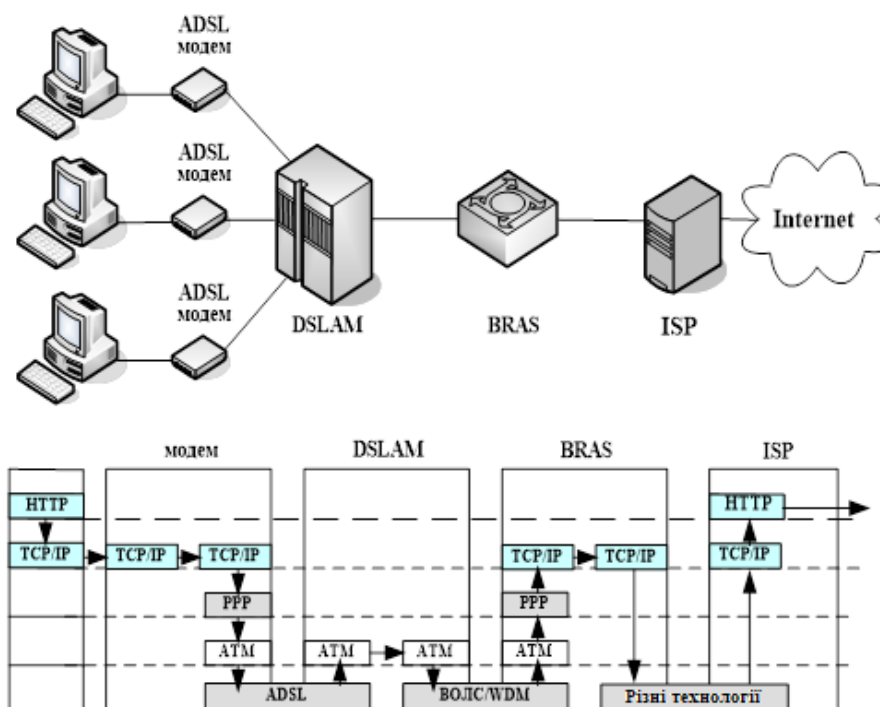 ADSL
модем
ADSL
модем
ADSL
модем
DSLAM
BRAS
ISP
Internet
модем
DSLAM
BRAS
ISP
HTTP
HTTP
TCP/IP
TCP/IP
TCP/IP
TCP/IP
TCP/IP
TCP/IP
PPP
PPP
ATM
ATM
ATM
ATM
ADSL
ВОЛС/WDM
Різні технології